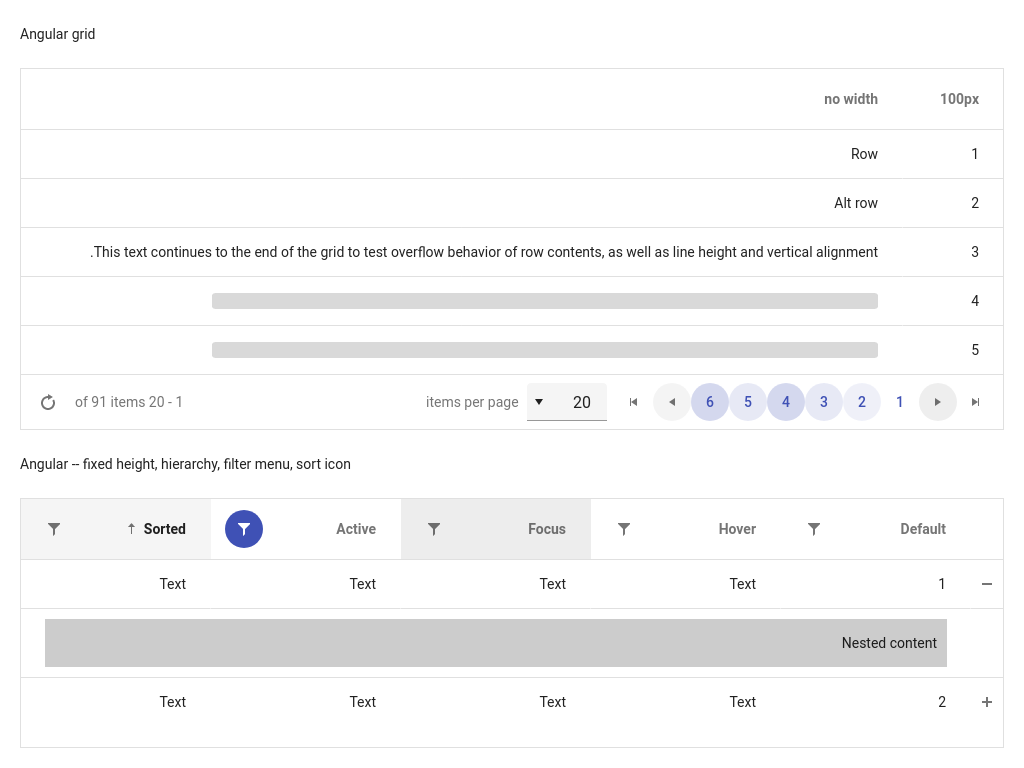 Angular grid
no width 100px
Row 1
Alt row 2
.This text continues to the end of the grid to test overflow behavior of row contents, as well as line height and vertical alignment 3
4
5
of 91 items 20 - 1 items per page 20 6 5 4 3 2 1
Angular -- fixed height, hierarchy, filter menu, sort icon
Sorted Active Focus Hover Default
Text Text Text Text 1
Nested content
Text Text Text Text 2